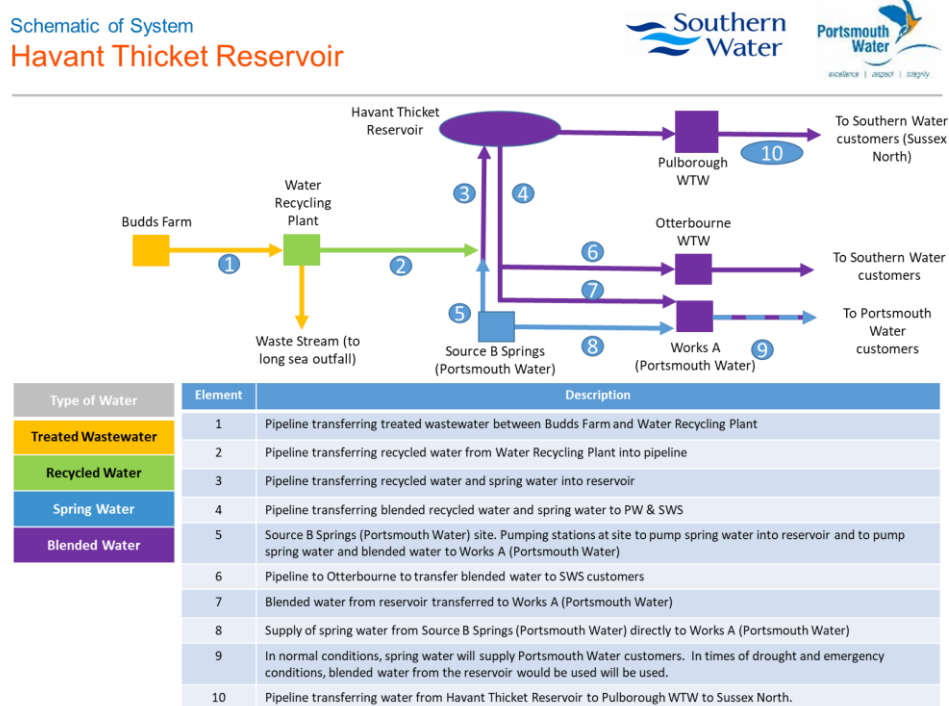 Schematic of System
Havant Thicket Reservoir
Southern
Water
Portsmouth
Water
excellence | respect | integrity
Havant Thicket
Reservoir
To Southern Water
customers (Sussex
North)
10
Pulborough
WTW
Water
Recycling
Plant
3
4
Budds Farm
Otterbourne
WTW
1
2
6
To Southern Water
customers
7
5
To Portsmouth
Water
customers
8
9
Waste Stream (to
long sea outfall)
Source B Springs
(Portsmouth Water)
Works A
(Portsmouth Water)
Type of Water
Treated Wastewater
Recycled Water
Spring Water
Blended Water
Element Description
1 Pipeline transferring treated wastewater between Budds Farm and Water Recycling Plant
2 Pipeline transferring recycled water from Water Recycling Plant into pipeline
3 Pipeline transferring recycled water and spring water into reservoir
4 Pipeline transferring blended recycled water and spring water to PW & SWS
5 Source B Springs (Portsmouth Water) site. Pumping stations at site to pump spring water into reservoir and to pump
spring water and blended water to Works A (Portsmouth Water)
6 Pipeline to Otterbourne to transfer blended water to SWS customers
7 Blended water from reservoir transferred to Works A (Portsmouth Water)
8 Supply of spring water from Source B Springs (Portsmouth Water) directly to Works A (Portsmouth Water)
9 In normal conditions, spring water will supply Portsmouth Water customers. In times of drought and emergency
conditions, blended water from the reservoir would be used will be used.
10 Pipeline transferring water from Havant Thicket Reservoir to Pulborough WTW to Sussex North.